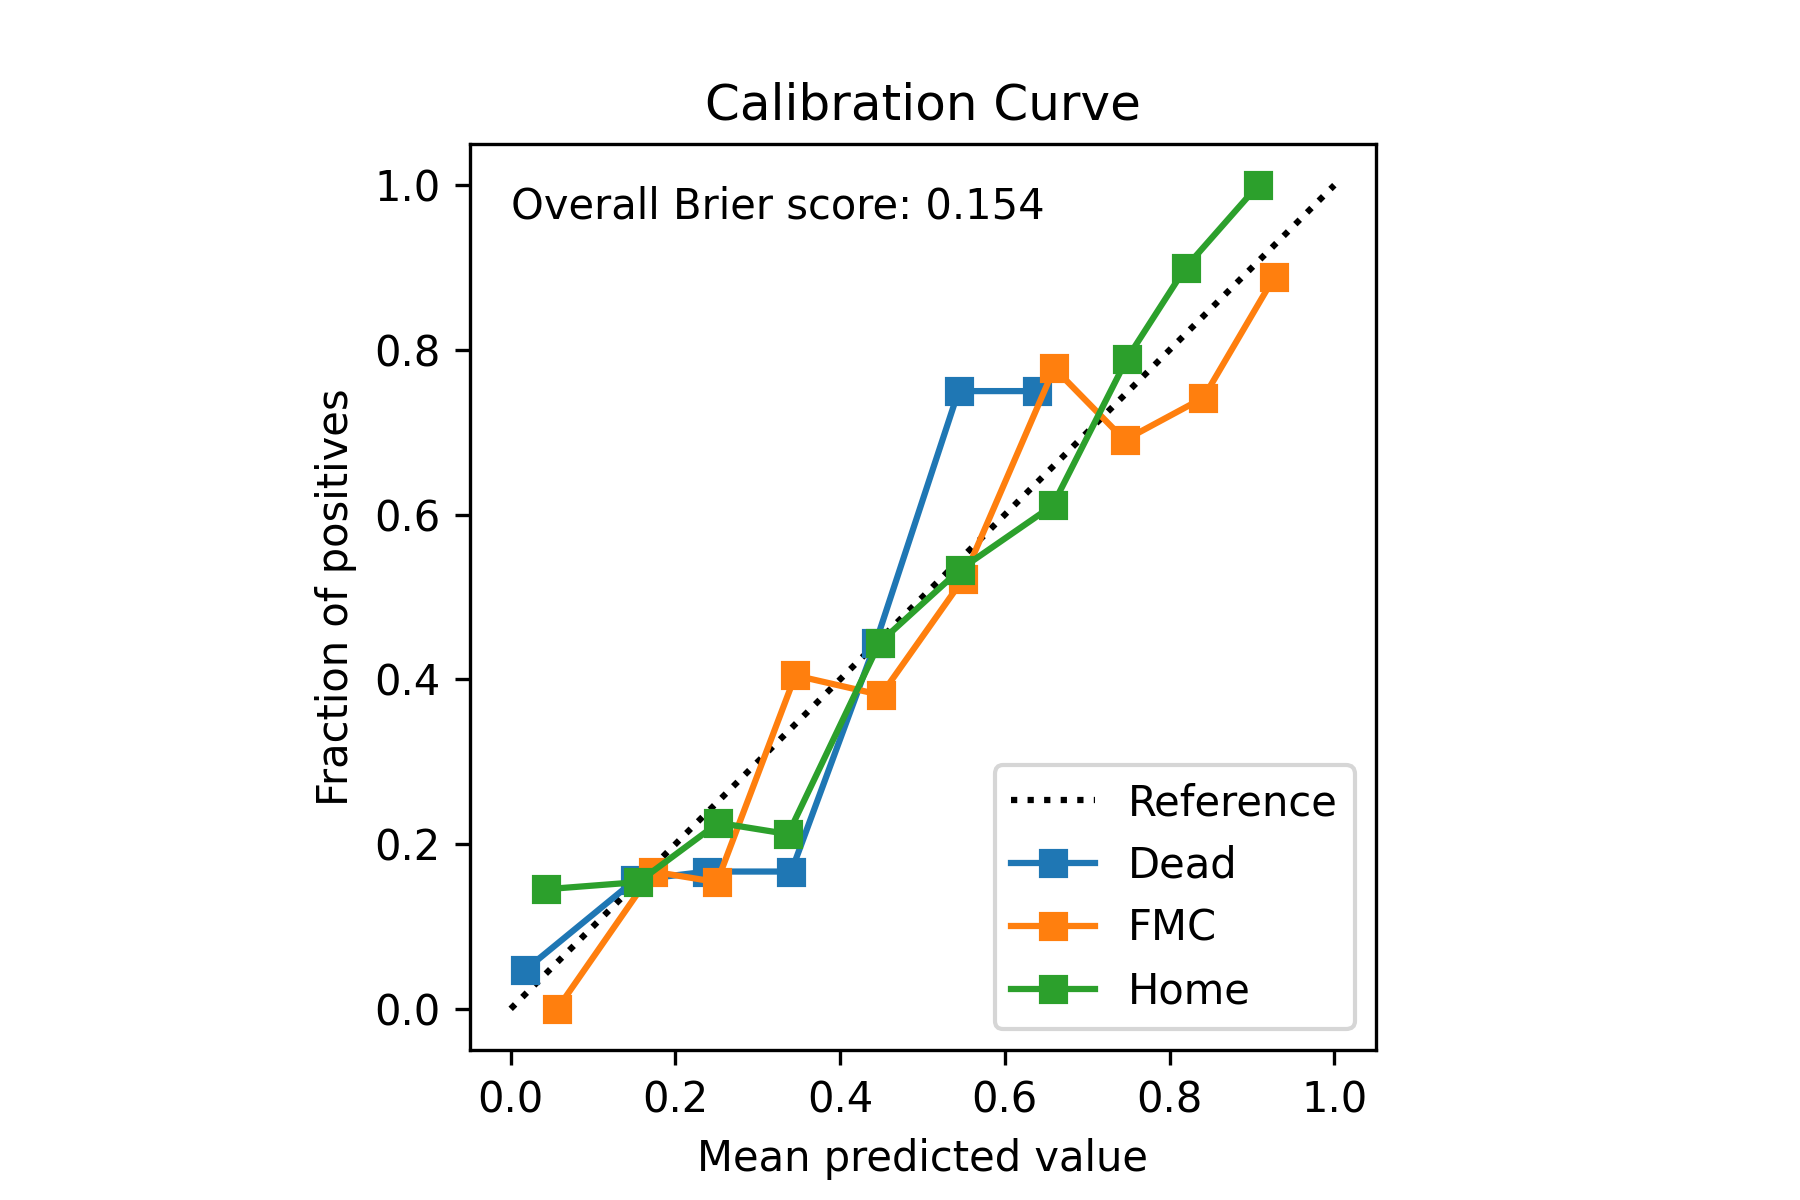 Calibration Curve
Overall Brier score: 0.154
Fraction of positives
1.0
0.8
0.6
0.4
0.2
0.0
Reference
Dead
FMC
Home
0.0 0.2 0.4 0.6 0.8 1.0
Mean predicted value